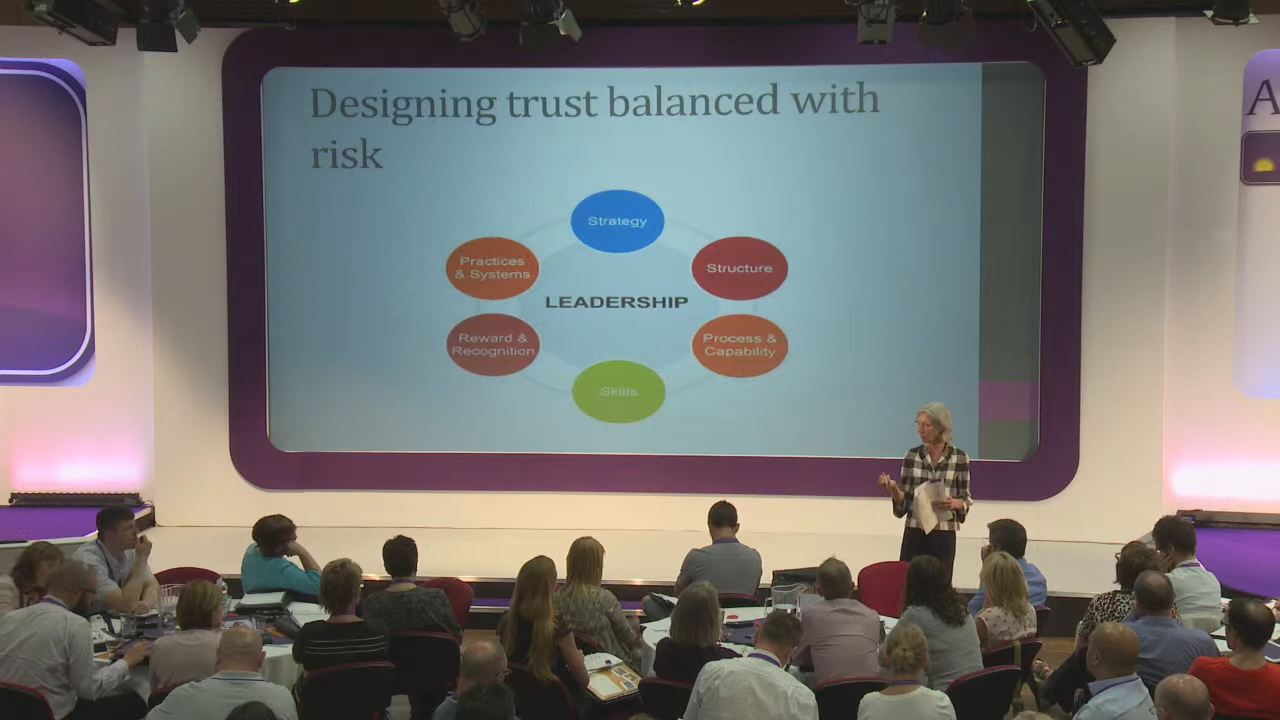 Designing trust balanced with
risk
Strategy
Practices
& Systems
Structure
LEADERSHIP
Reward &
Recognition
Process &
Capability
Skills
A